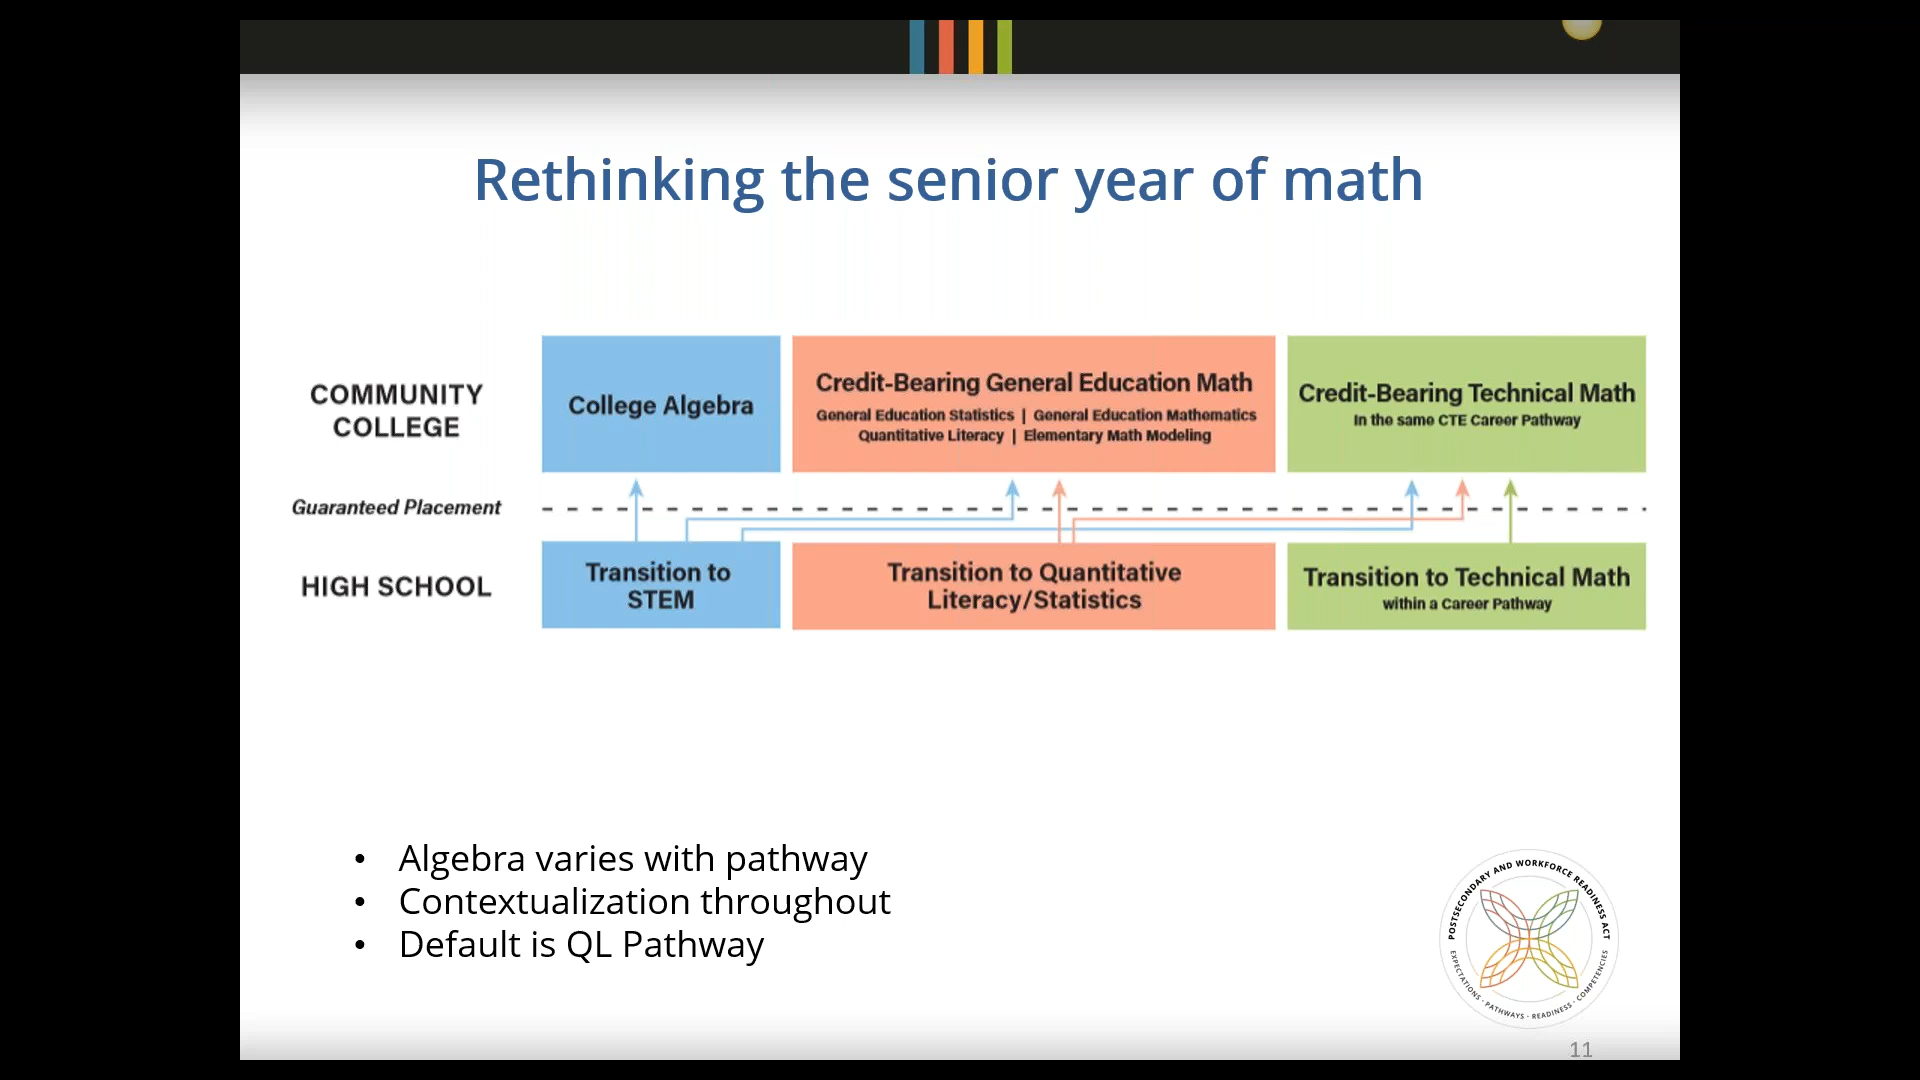 Rethinking the senior year of math
COMMUNITY
COLLEGE
College Algebra
Credit-Bearing General Education Math
General Education Statistics | General Education Mathematics
Quantitative Literacy | Elementary Math Modeling
Credit-Bearing Technical Math
In the same CTE Career Pathway
Guaranteed Placement
HIGH SCHOOL
Transition to
STEM
Transition to Quantitative
Literacy/Statistics
Transition to Technical Math
within a Career Pathway
• Algebra varies with pathway
• Contextualization throughout
• Default is QL Pathway
POSTSECONDARY AND WORKFORCE READINESS ACT
EXPECTATIONS · PATHWAYS · READINESS · COMPETENCIES
11